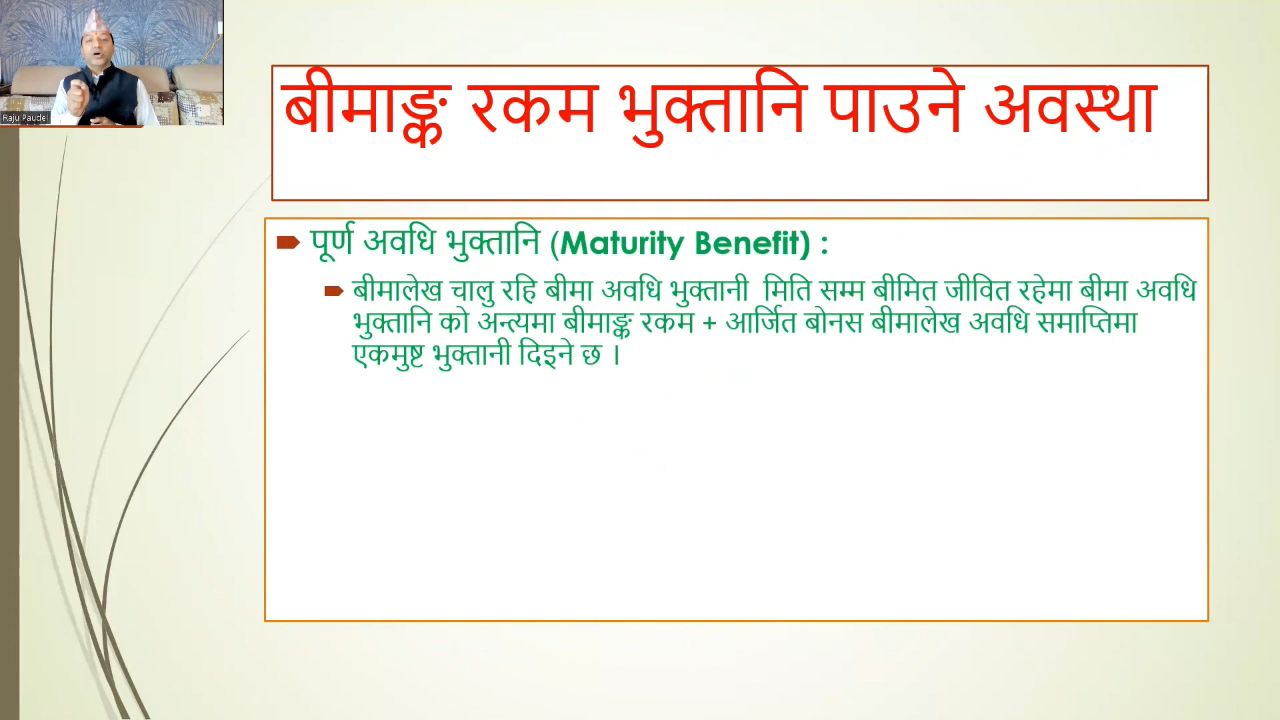 Raju Paudel
बीमाङ्क रकम भुक्तानि पाउने अवस्था
पूर्ण अवधि भुक्तानि (Maturity Benefit) :
बीमालेख चालु रहि बीमा अवधि भुक्तानी मिति सम्म बीमित जीवित रहेमा बीमा अवधि
भुक्तानि को अन्त्यमा बीमाङ्क रकम + आर्जित बोनस बीमालेख अवधि समाप्तिमा
एकमुष्ट भुक्तानी दिइने छ ।